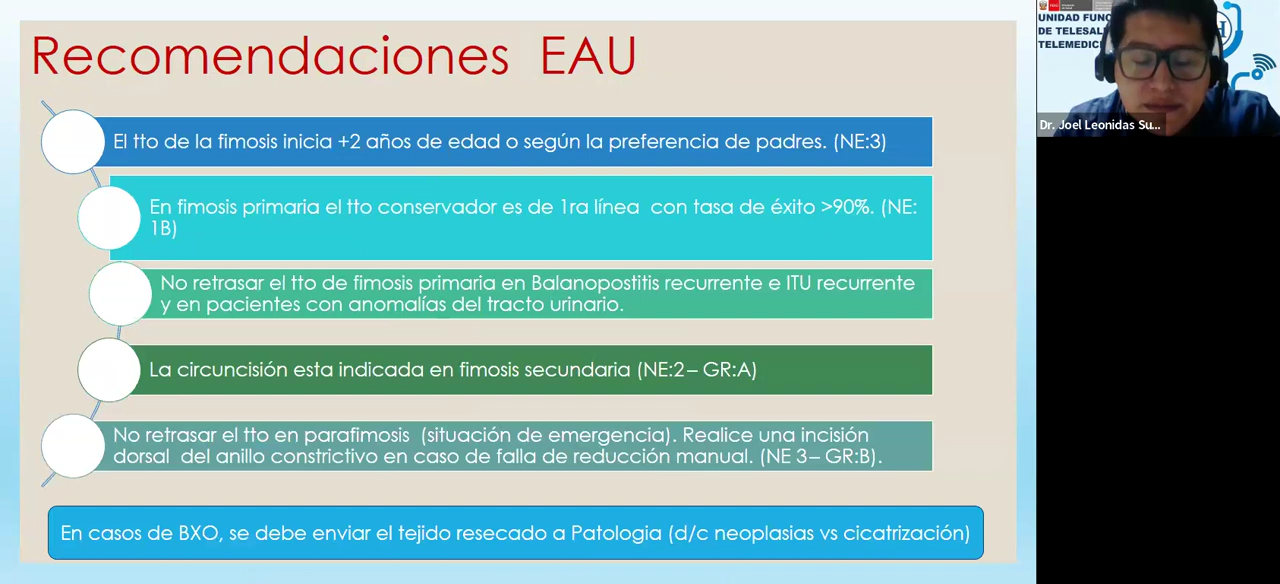 Recomendaciones EAU
El tto de la fimosis inicia +2 años de edad o según la preferencia de padres. (NE:3)
En fimosis primaria el tto conservador es de 1ra línea con tasa de éxito >90%. (NE:
1B)
No retrasar el tto de fimosis primaria en Balanopostitis recurrente e ITU recurrente
y en pacientes con anomalías del tracto urinario.
La circuncisión esta indicada en fimosis secundaria (NE:2– GR:A)
No retrasar el tto en parafimosis (situación de emergencia). Realice una incisión
dorsal del anillo constrictivo en caso de falla de reducción manual. (NE 3– GR:B).
En casos de BXO, se debe enviar el tejido resecado a Patologia (d/c neoplasias vs cicatrización)
UNIDAD FUNC
DE TELESAL
TELEMEDIC
Dr. Joel Leonidas Su...